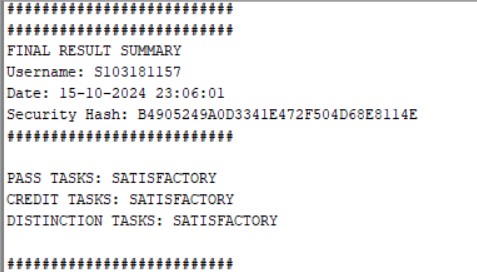 ##########################
##########################
FINAL RESULT SUMMARY
Username: S103181157
Date: 15-10-2024 23:06:01
Security Hash: B4905249A0D3341E472F504D68E8114E
##########################
PASS TASKS: SATISFACTORY
CREDIT TASKS: SATISFACTORY
DISTINCTION TASKS: SATISFACTORY
##########################